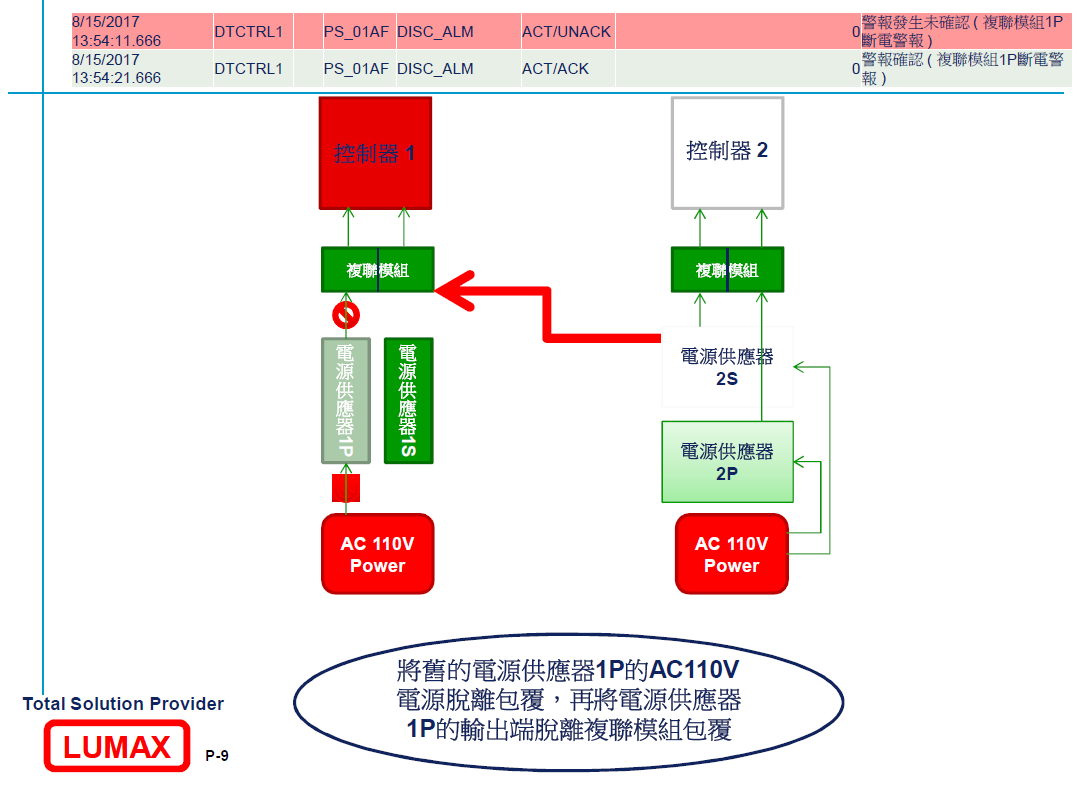 8/15/2017
13:54:11.666
DTCTRL1
PS_01AF
DISC_ALM
ACT/UNACK
0
警報發生未確認 ( 複聯模組1P
斷電警報 )
8/15/2017
13:54:21.666
DTCTRL1
PS_01AF
DISC_ALM
ACT/ACK
0
警報確認 ( 複聯模組1P斷電警
報 )
控制器 1
控制器 2
複聯模組
複聯模組
電源供應器1P
電源供應器1S
電源供應器
2S
電源供應器
2P
AC 110V
Power
AC 110V
Power
將舊的電源供應器1P的AC110V
電源脫離包覆，再將電源供應器
1P的輸出端脫離複聯模組包覆
Total Solution Provider
LUMAX
P-9